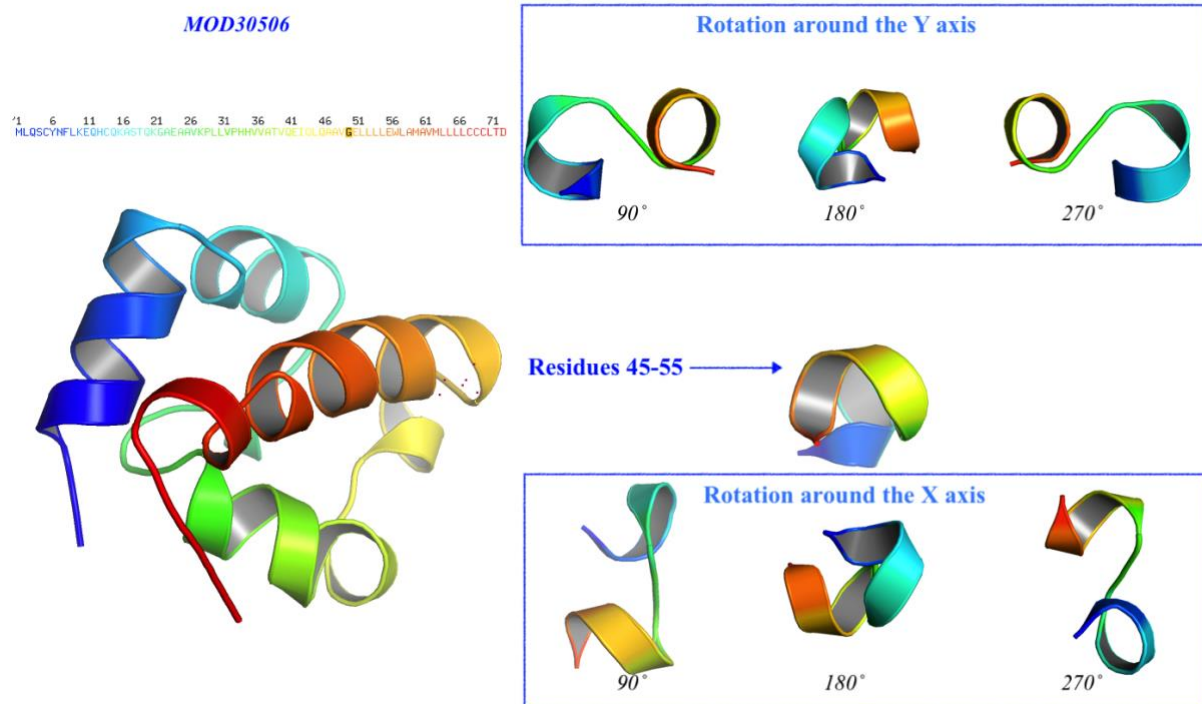 MOD30506
/1 6 11 16 21 26 31 36 41 46 51 56 61 66 71
MLQSCYNFLKEQHCQKASTQKGAEAAVKPLLVPHHVVATVQEIQLQAAVGELLLLEWLAMAVMLLLLCCCLTD
Rotation around the Y axis
90° 180° 270°
Residues 45-55
Rotation around the X axis
90° 180° 270°